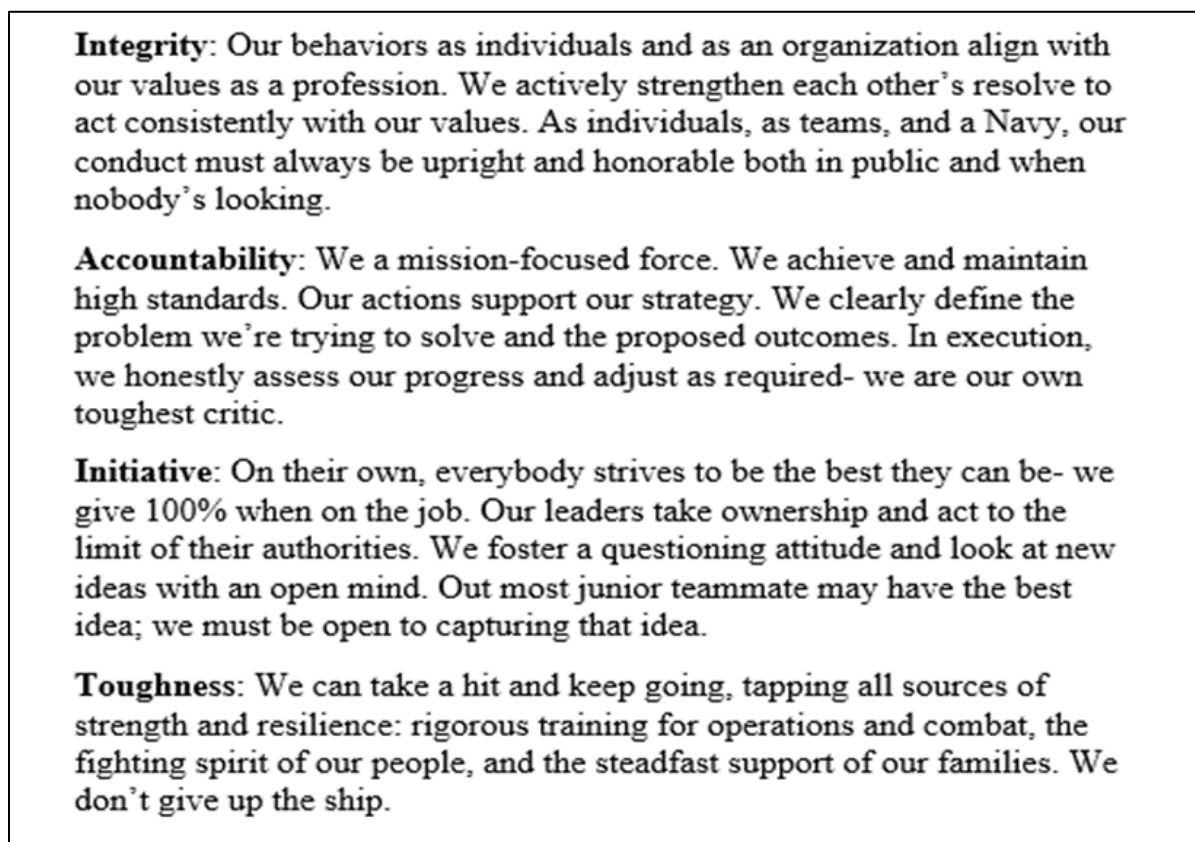 Integrity: Our behaviors as individuals and as an organization align with
our values as a profession. We actively strengthen each other’s resolve to
act consistently with our values. As individuals, as teams, and a Navy, our
conduct must always be upright and honorable both in public and when
nobody’s looking.
Accountability: We a mission-focused force. We achieve and maintain
high standards. Our actions support our strategy. We clearly define the
problem we’re trying to solve and the proposed outcomes. In execution,
we honestly assess our progress and adjust as required- we are our own
toughest critic.
Initiative: On their own, everybody strives to be the best they can be- we
give 100% when on the job. Our leaders take ownership and act to the
limit of their authorities. We foster a questioning attitude and look at new
ideas with an open mind. Out most junior teammate may have the best
idea; we must be open to capturing that idea.
Toughness: We can take a hit and keep going, tapping all sources of
strength and resilience: rigorous training for operations and combat, the
fighting spirit of our people, and the steadfast support of our families. We
don’t give up the ship.